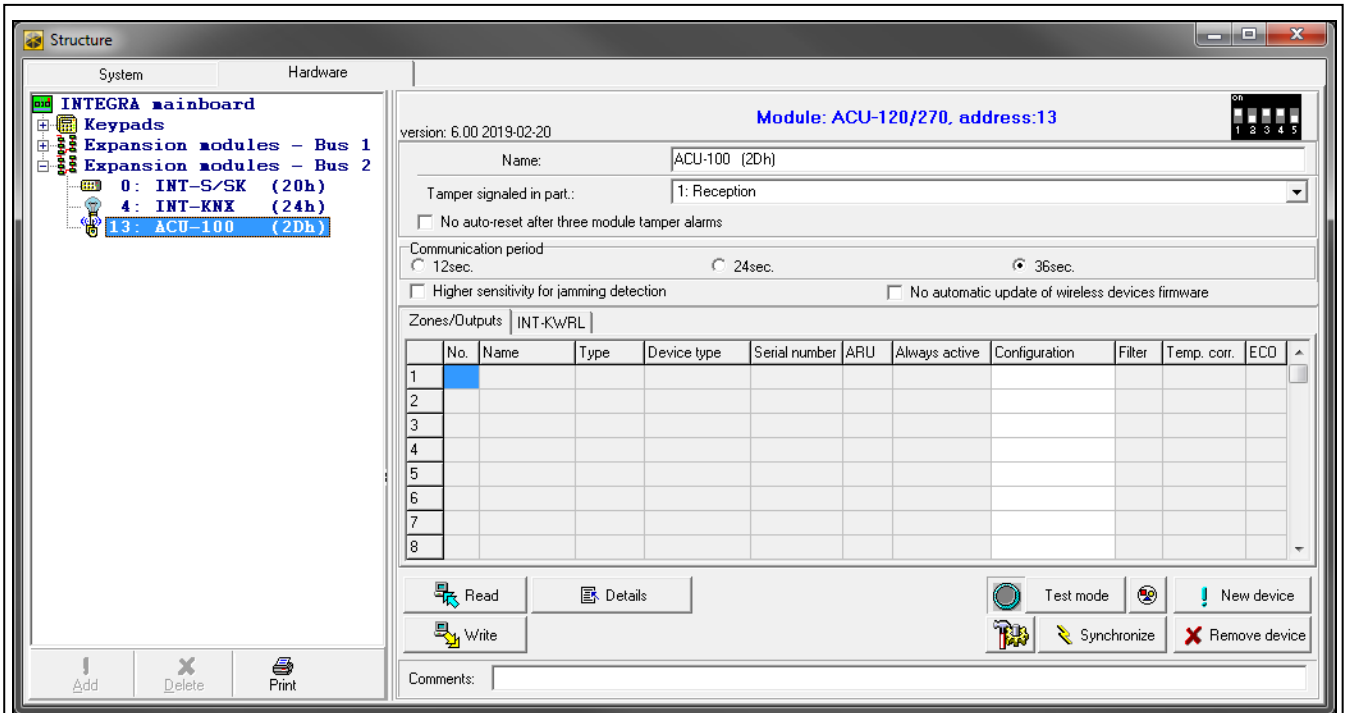 Structure
System Hardware
INTEGRA mainboard
Keypads
Expansion modules - Bus 1
Expansion modules - Bus 2
0: INT-S/SK (20h)
4: INT-KNX (24h)
13: ACU-100 (2Dh)
Add Delete Print
version: 6.00 2019-02-20
Module: ACU-120/270, address:13
on
1 2 3 4 5
Name: ACU-100 (2Dh)
Tamper signaled in part.: 1: Reception
No auto-reset after three module tamper alarms
Communication period
12sec. 24sec. 36sec.
Higher sensitivity for jamming detection No automatic update of wireless devices firmware
Zones/Outputs INT-KWRL
No. Name Type Device type Serial number ARU Always active Configuration Filter Temp. corr. ECO
1
2
3
4
5
6
7
8
Read Details Test mode New device
Write Synchronize Remove device
Comments: